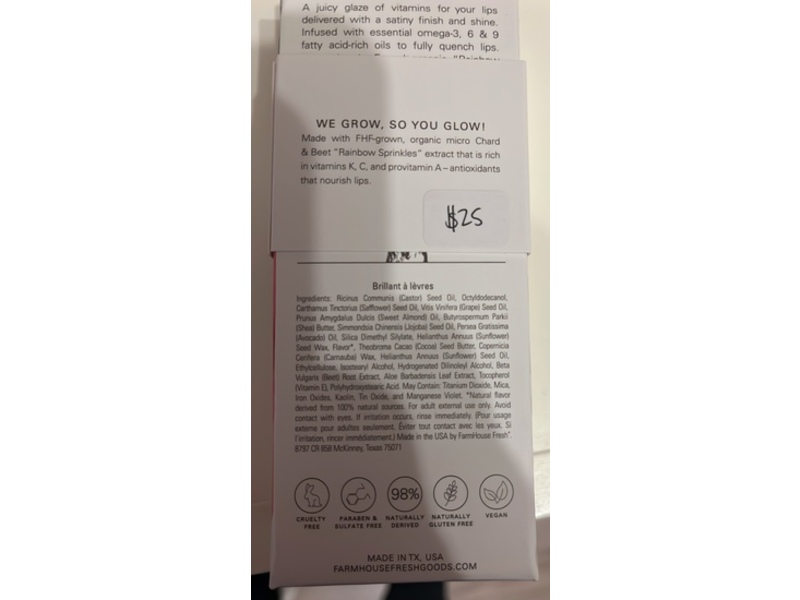 A juicy glaze of vitamins for your lips
delivered with a satiny finish and shine.
Infused with essential omega-3, 6 & 9
fatty acid-rich oils to fully quench lips.
WE GROW, SO YOU GLOW!
Made with FHF-grown, organic micro Chard
& Beet "Rainbow Sprinkles" extract that is rich
in vitamins K, C, and provitamin A—antioxidants
that nourish lips.
$25
Brillant à lèvres
Ingredients: Ricinus Communis (Castor) Seed Oil, Octyldodecanol,
Carthamus Tinctorius (Safflower) Seed Oil, Vitis Vinifera (Grape) Seed Oil,
Prunus Amygdalus Dulcis (Sweet Almond) Oil, Butyrospermum Parkii
(Shea) Butter, Simmondsia Chinensis (Jojoba) Seed Oil, Persea Gratissima
(Avocado) Oil, Silica Dimethyl Silylate, Helianthus Annuus (Sunflower)
Seed Wax, Flavor*, Theobroma Cacao (Cocoa) Seed Butter, Copernicia
Cerifera (Carnauba) Wax, Helianthus Annuus (Sunflower) Seed Oil,
Ethylcellulose, Isostearyl Alcohol, Hydrogenated Dilinoleyl Alcohol, Beta
Vulgaris (Beet) Root Extract, Aloe Barbadensis Leaf Extract, Tocopherol
(Vitamin E), Polyhydroxystearic Acid. May Contain: Titanium Dioxide, Mica,
Iron Oxides, Kaolin, Tin Oxide, and Manganese Violet. *Natural flavor
derived from 100% natural sources. For adult external use only. Avoid
contact with eyes. If irritation occurs, rinse immediately. (Pour usage
externe pour adultes seulement. Éviter tout contact avec les yeux. Si
l'irritation, rincer immédiatement.) Made in the USA by FarmHouse Fresh®.
8797 CR 858 McKinney, Texas 75071
98%
CRUELTY FREE
PARABEN & SULFATE FREE
NATURALLY DERIVED
NATURALLY GLUTEN FREE
VEGAN
MADE IN TX, USA
FARMHOUSEFRESHGOODS.COM